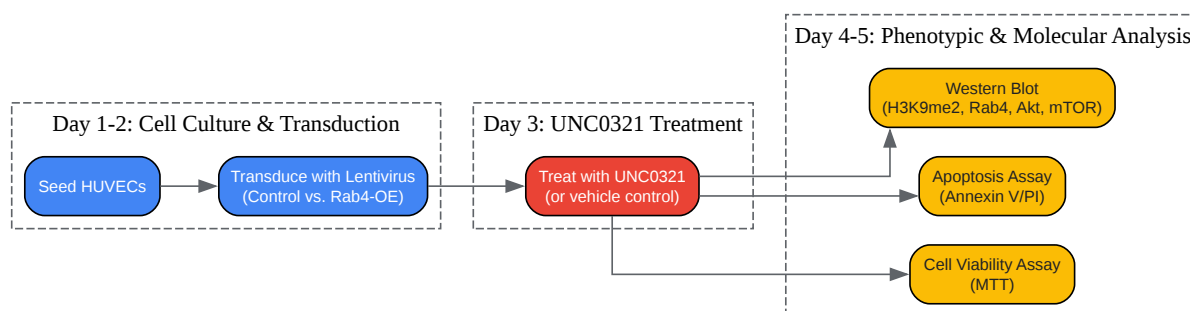 Day 1-2: Cell Culture & Transduction
Seed HUVECs
Transduce with Lentivirus
(Control vs. Rab4-OE)
Day 3: UNC0321 Treatment
Treat with UNC0321
(or vehicle control)
Day 4-5: Phenotypic & Molecular Analysis
Western Blot
(H3K9me2, Rab4, Akt, mTOR)
Apoptosis Assay
(Annexin V/PI)
Cell Viability Assay
(MTT)